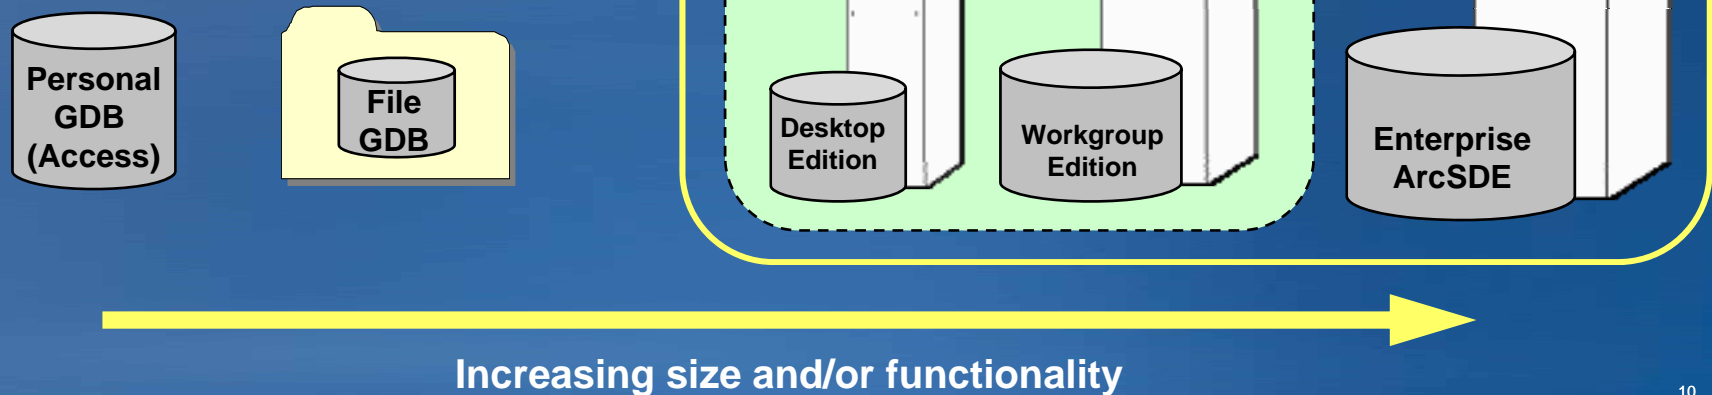 Personal
GDB
(Access)
File
GDB
Desktop
Edition
Workgroup
Edition
Enterprise
ArcSDE
Increasing size and/or functionality
10